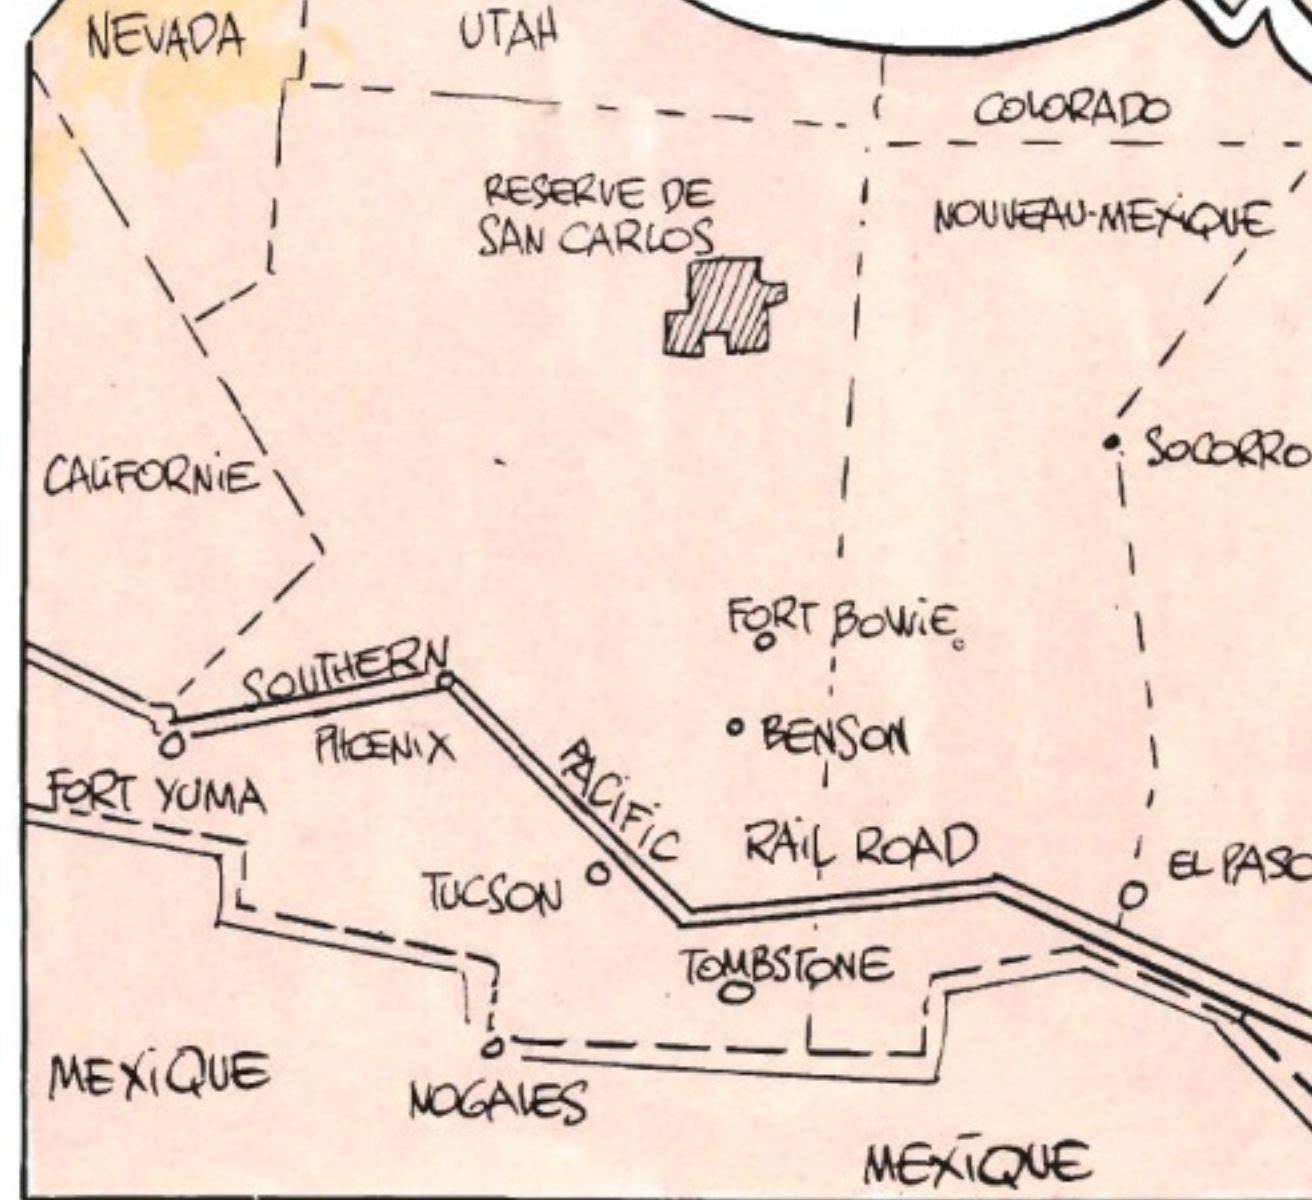 NEVADA
UTAH
COLORADO
RESERVE DE
SAN CARLOS
NOUVEAU-MEXiQUE
CALiFORNiE
SOCORRO
FORT BOWiE
SOUTHERN
PHOENIX
PACiFiC
BENSON
FORT YUMA
RAiL ROAD
TUCSON
EL PASO
TOMBSTONE
MEXiQUE
NOGALES
MEXiQUE